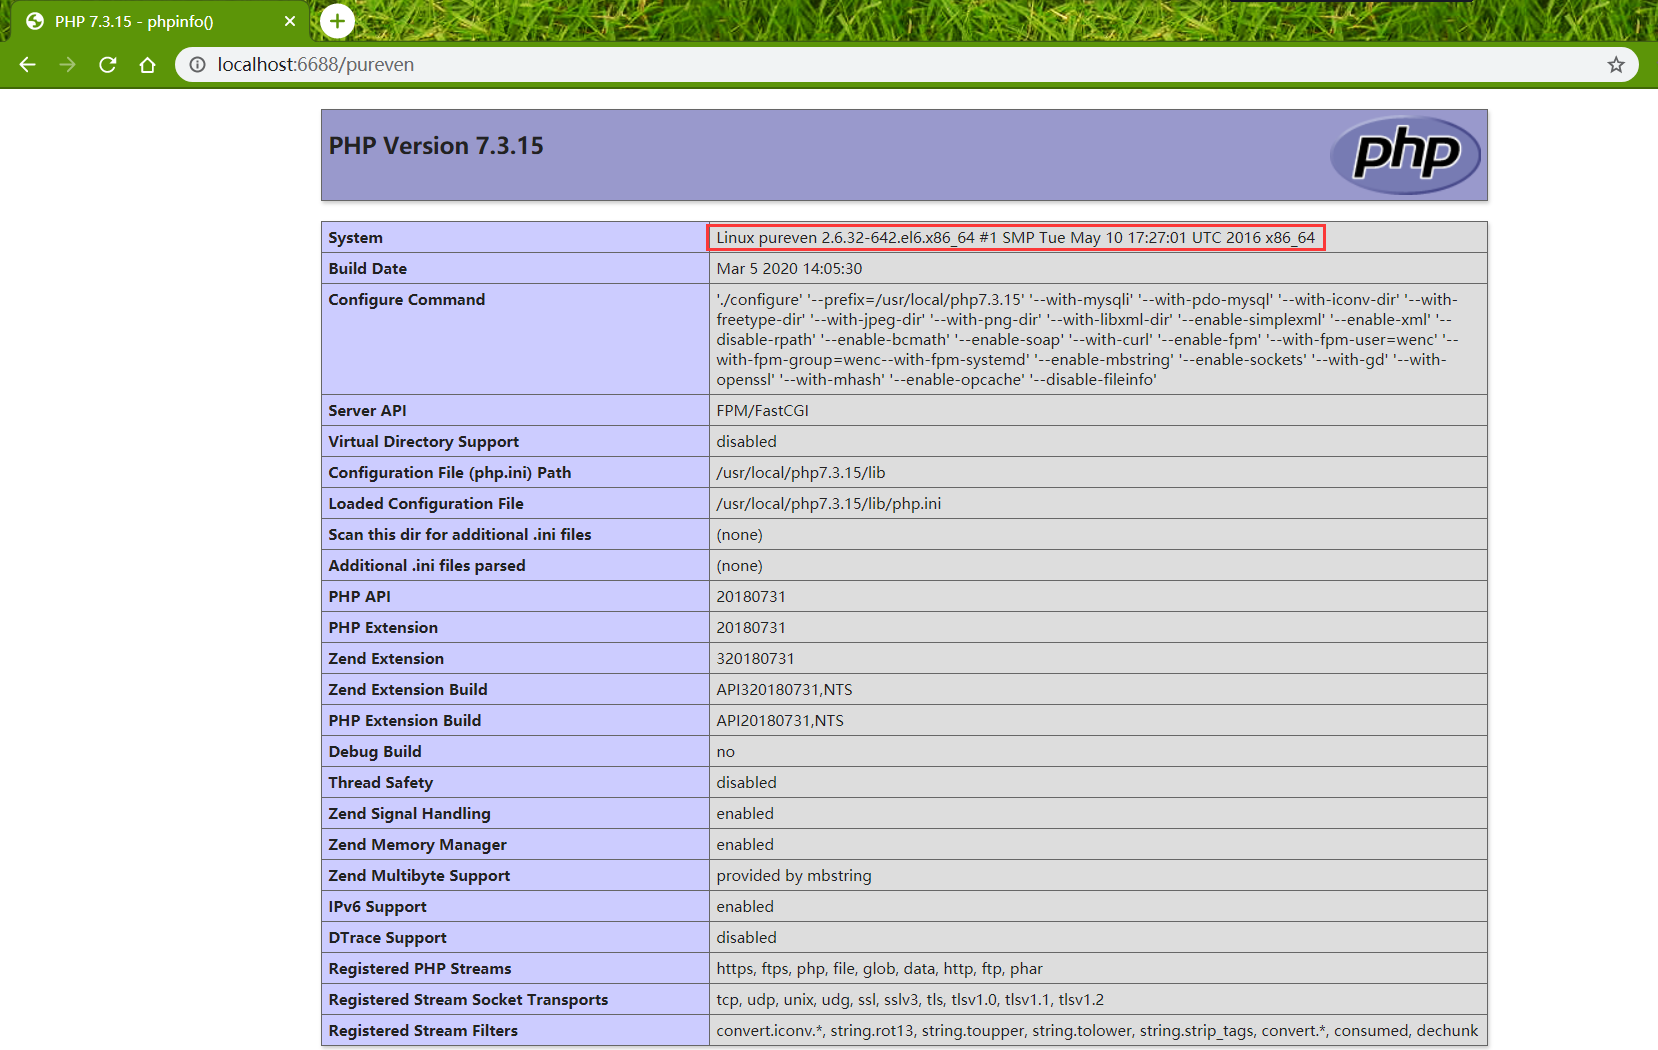 PHP 7.3.15 - phpinfo()
localhost:6688/pureven
PHP Version 7.3.15
php
System Linux pureven 2.6.32-642.el6.x86_64 #1 SMP Tue May 10 17:27:01 UTC 2016 x86_64
Build Date Mar 5 2020 14:05:30
Configure Command './configure' '--prefix=/usr/local/php7.3.15' '--with-mysqli' '--with-pdo-mysql' '--with-iconv-dir' '--with-
freetype-dir' '--with-jpeg-dir' '--with-png-dir' '--with-libxml-dir' '--enable-simplexml' '--enable-xml' '--
disable-rpath' '--enable-bcmath' '--enable-soap' '--with-curl' '--enable-fpm' '--with-fpm-user=wenc' '--
with-fpm-group=wenc--with-fpm-systemd' '--enable-mbstring' '--enable-sockets' '--with-gd' '--with-
openssl' '--with-mhash' '--enable-opcache' '--disable-fileinfo'
Server API FPM/FastCGI
Virtual Directory Support disabled
Configuration File (php.ini) Path /usr/local/php7.3.15/lib
Loaded Configuration File /usr/local/php7.3.15/lib/php.ini
Scan this dir for additional .ini files (none)
Additional .ini files parsed (none)
PHP API 20180731
PHP Extension 20180731
Zend Extension 320180731
Zend Extension Build API320180731,NTS
PHP Extension Build API20180731,NTS
Debug Build no
Thread Safety disabled
Zend Signal Handling enabled
Zend Memory Manager enabled
Zend Multibyte Support provided by mbstring
IPv6 Support enabled
DTrace Support disabled
Registered PHP Streams https, ftps, php, file, glob, data, http, ftp, phar
Registered Stream Socket Transports tcp, udp, unix, udg, ssl, sslv3, tls, tlsv1.0, tlsv1.1, tlsv1.2
Registered Stream Filters convert.iconv.*, string.rot13, string.toupper, string.tolower, string.strip_tags, convert.*, consumed, dechunk